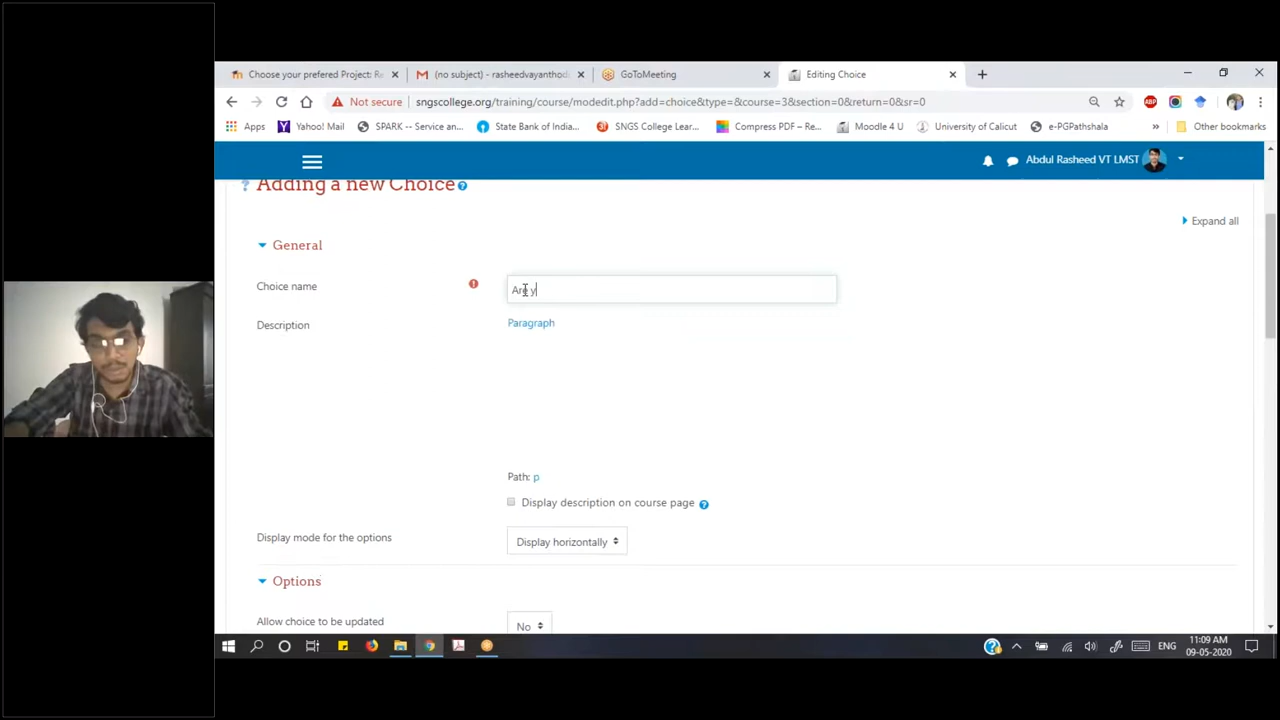 Choose your prefered Project: Re
(no subject) - rasheedvayanthod
GoToMeeting
Editing Choice
Not secure
sngscollege.org/training/course/modedit.php?add=choice&type=&course=3&section=0&return=0&sr=0
ABP
Apps
Yahoo! Mail
SPARK -- Service an...
State Bank of India...
SNGS College Lear...
Compress PDF – Re...
Moodle 4 U
University of Calicut
e-PGPathshala
»
Other bookmarks
Abdul Rasheed VT LMST
Adding a new Choice
Expand all
General
Choice name
Are y
Description
Paragraph
Path: p
Display description on course page
Display mode for the options
Display horizontally
Options
Allow choice to be updated
No
ENG
11:09 AM
09-05-2020